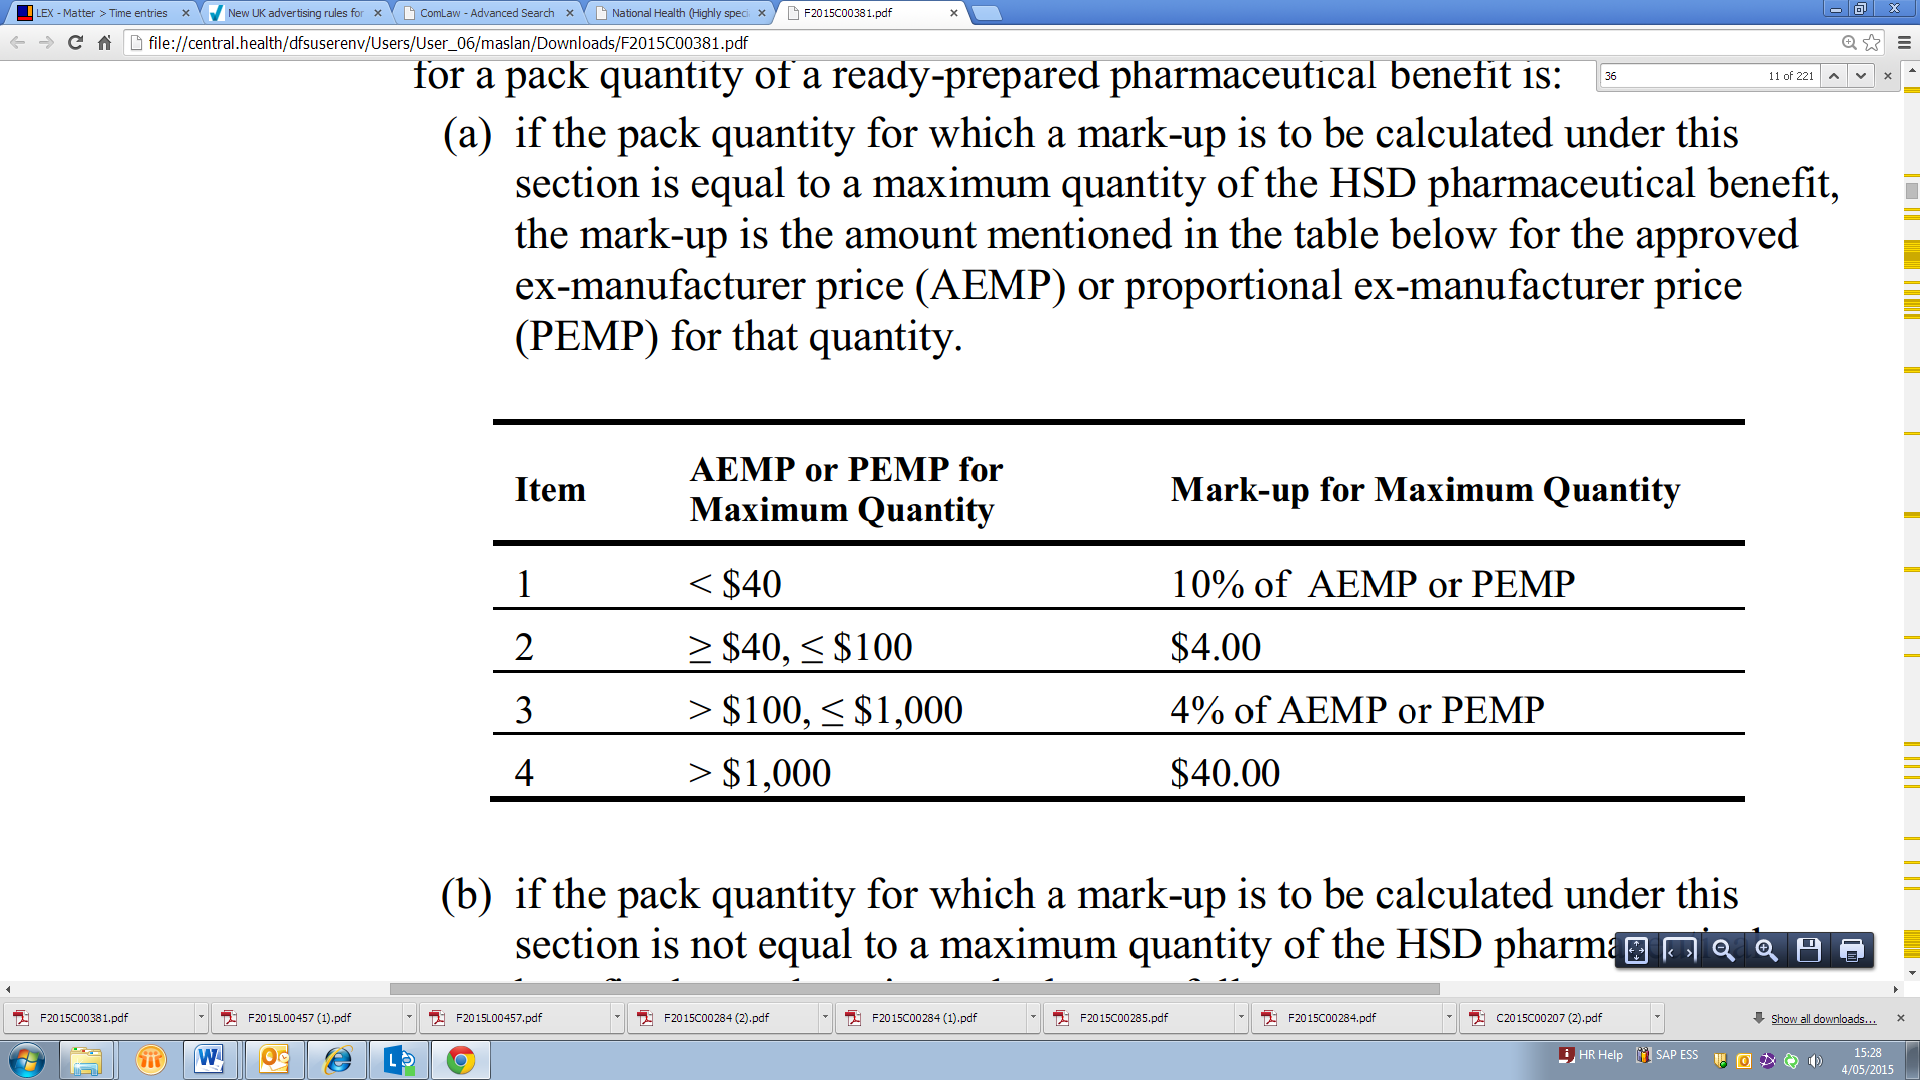 LEX - Matter > Time entries
New UK advertising rules for
ComLaw - Advanced Search
National Health (Highly speci
F2015C00381.pdf
file://central.health/dfsuserenv/Users/User_06/maslan/Downloads/F2015C00381.pdf
36
11 of 221
for a pack quantity of a ready-prepared pharmaceutical benefit is:
(a) if the pack quantity for which a mark-up is to be calculated under this
section is equal to a maximum quantity of the HSD pharmaceutical benefit,
the mark-up is the amount mentioned in the table below for the approved
ex-manufacturer price (AEMP) or proportional ex-manufacturer price
(PEMP) for that quantity.
Item AEMP or PEMP for Maximum Quantity Mark-up for Maximum Quantity
1 < $40 10% of AEMP or PEMP
2 ≥ $40, ≤ $100 $4.00
3 > $100, ≤ $1,000 4% of AEMP or PEMP
4 > $1,000 $40.00
(b) if the pack quantity for which a mark-up is to be calculated under this
section is not equal to a maximum quantity of the HSD pharma
F2015C00381.pdf
F2015L00457 (1).pdf
F2015L00457.pdf
F2015C00284 (2).pdf
F2015C00284 (1).pdf
F2015C00285.pdf
F2015C00284.pdf
C2015C00207 (2).pdf
Show all downloads...
HR Help
SAP ESS
15:28
4/05/2015